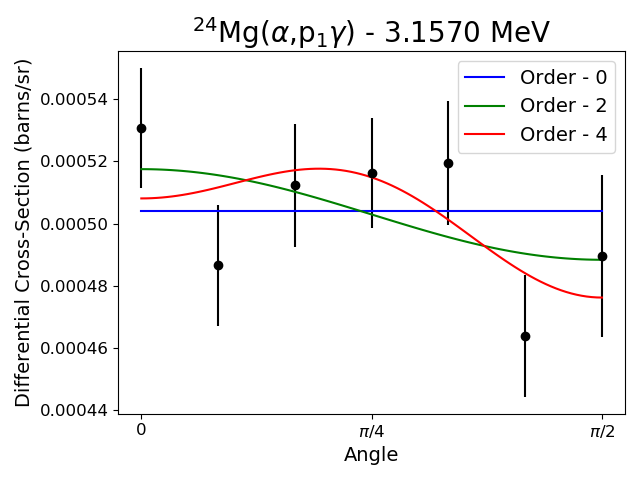 ²⁴Mg(α,p₁γ) - 3.1570 MeV
Order - 0
Order - 2
Order - 4
Differential Cross-Section (barns/sr)
0.00054
0.00052
0.00050
0.00048
0.00046
0.00044
0 π/4 π/2
Angle